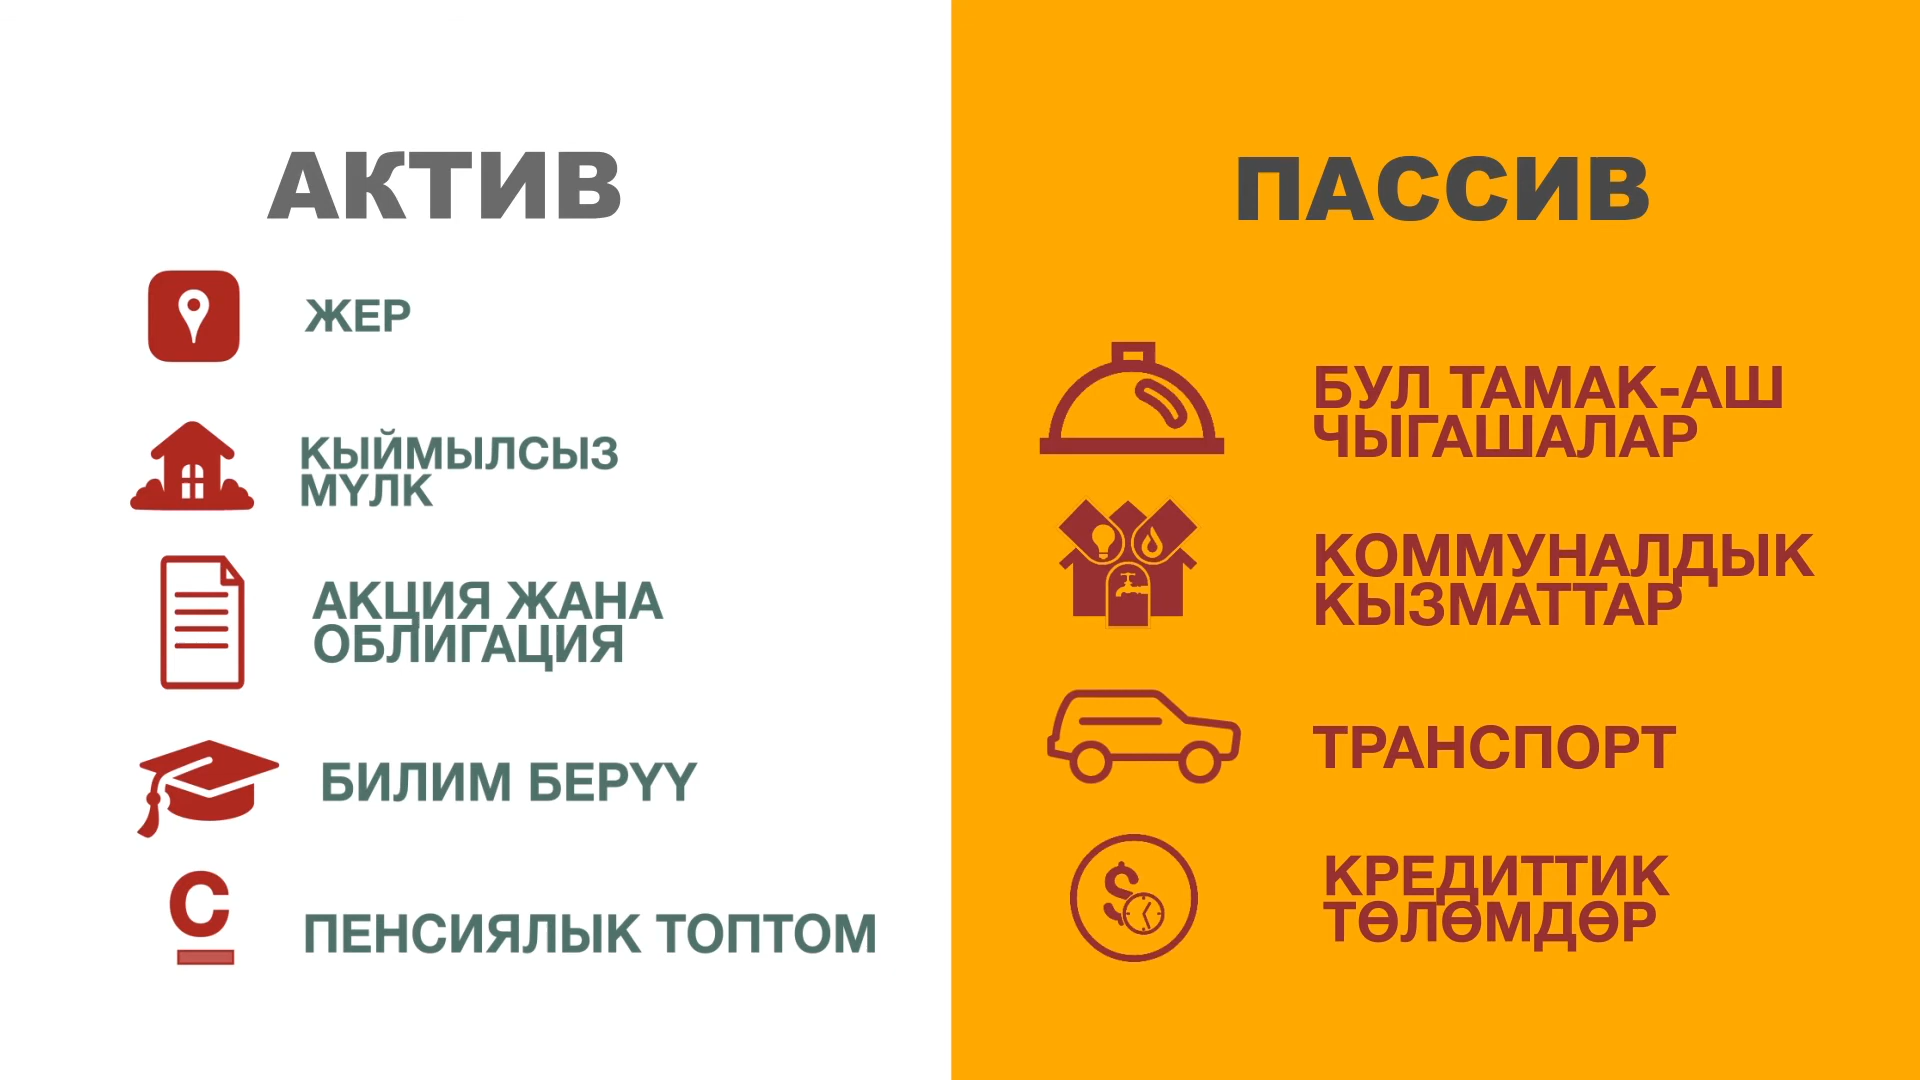 АКТИВ
ЖЕР
КЫЙМЫЛСЫЗ
МҮЛК
АКЦИЯ ЖАНА
ОБЛИГАЦИЯ
БИЛИМ БЕРҮҮ
С
ПЕНСИЯЛЫК ТОПТОМ
ПАССИВ
БУЛ ТАМАК-АШ
ЧЫГАШАЛАР
КОММУНАЛДЫК
КЫЗМАТТАР
ТРАНСПОРТ
$
КРЕДИТТИК
ТӨЛӨМДӨР